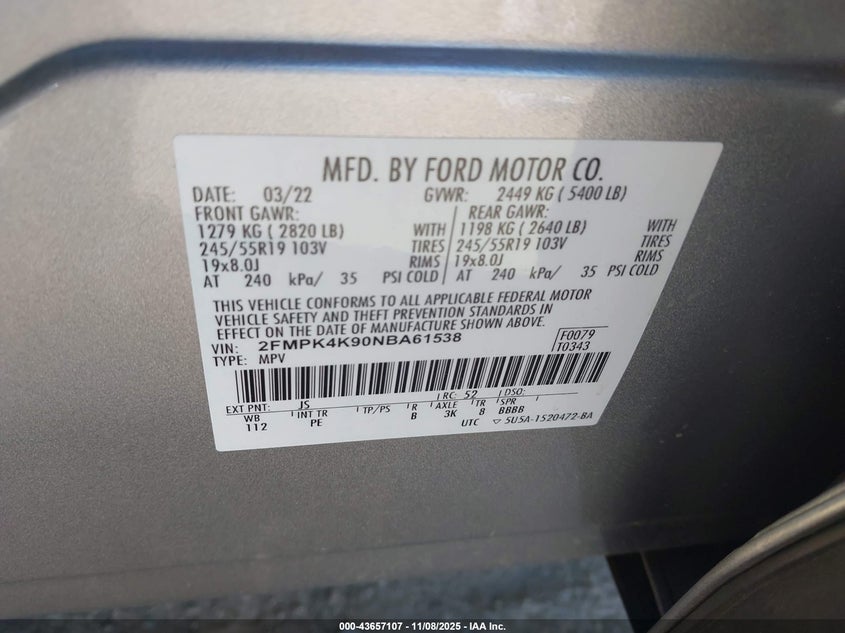 MFD. BY FORD MOTOR CO.
DATE: 03/22 GVWR: 2449 KG ( 5400 LB)
FRONT GAWR: REAR GAWR:
1279 KG ( 2820 LB) WITH 1198 KG ( 2640 LB) WITH
245/55R19 103V TIRES 245/55R19 103V TIRES
19x8.0J RIMS 19x8.0J RIMS
AT 240 kPa/ 35 PSI COLD AT 240 kPa/ 35 PSI COLD
THIS VEHICLE CONFORMS TO ALL APPLICABLE FEDERAL MOTOR
VEHICLE SAFETY AND THEFT PREVENTION STANDARDS IN
EFFECT ON THE DATE OF MANUFACTURE SHOWN ABOVE.
VIN: 2FMPK4K90NBA61538 F0079
TYPE: MPV T0343
EXT PNT: JS RC: 52 DSO:
WB INT TR TP/PS R AXLE TR SPR
112 PE B 3K 8 BBBB
UTC ▽ 5U5A-1520472-BA
000-43657107 - 11/08/2025 - IAA Inc.